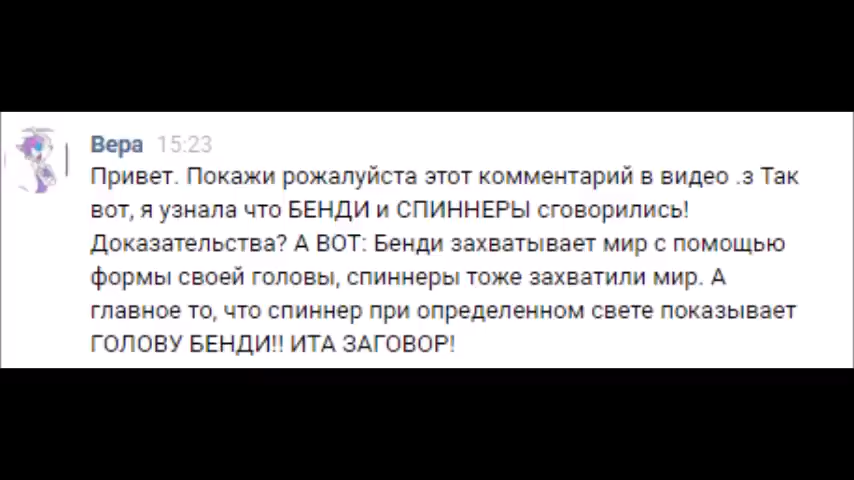 Вера 15:23
Привет. Покажи рожалуйста этот комментарий в видео .з Так
вот, я узнала что БЕНДИ и СПИННЕРЫ сговорились!
Доказательства? А ВОТ: Бенди захватывает мир с помощью
формы своей головы, спиннеры тоже захватили мир. А
главное то, что спиннер при определенном свете показывает
ГОЛОВУ БЕНДИ!! ИТА ЗАГОВОР!